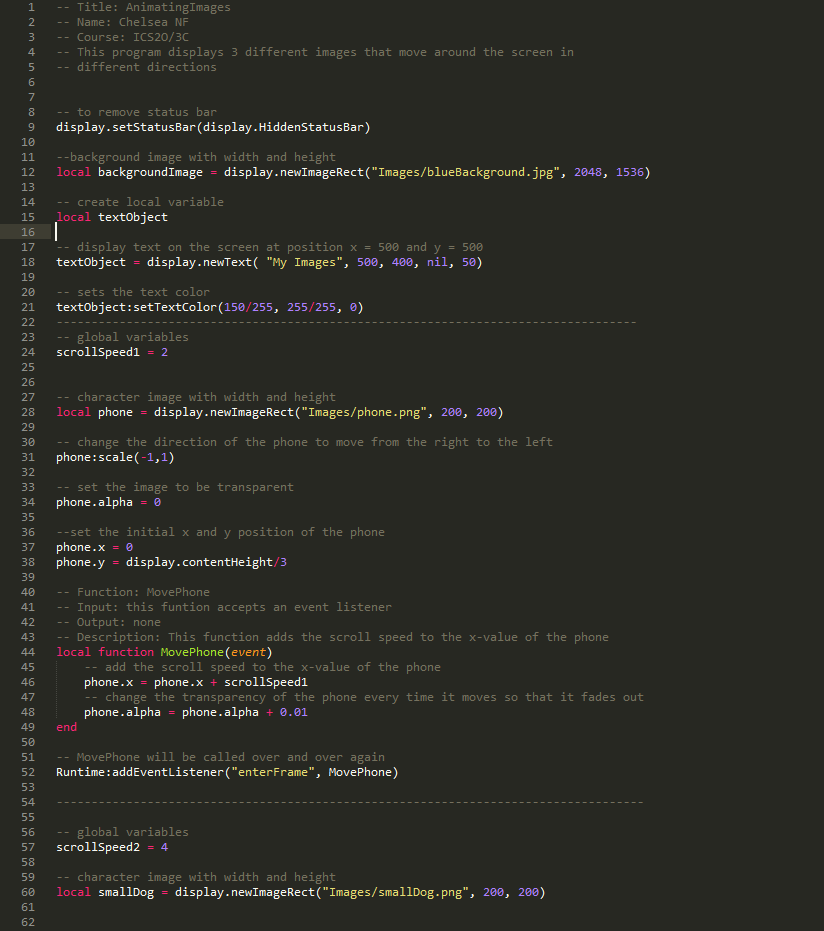 1 -- Title: AnimatingImages
2 -- Name: Chelsea NF
3 -- Course: ICS2O/3C
4 -- This program displays 3 different images that move around the screen in
5 -- different directions
6
7
8 -- to remove status bar
9 display.setStatusBar(display.HiddenStatusBar)
10
11 --background image with width and height
12 local backgroundImage = display.newImageRect("Images/blueBackground.jpg", 2048, 1536)
13
14 -- create local variable
15 local textObject
16
17 -- display text on the screen at position x = 500 and y = 500
18 textObject = display.newText( "My Images", 500, 400, nil, 50)
19
20 -- sets the text color
21 textObject:setTextColor(150/255, 255/255, 0)
22 -----------------------------------------------------------------------------------
23 -- global variables
24 scrollSpeed1 = 2
25
26
27 -- character image with width and height
28 local phone = display.newImageRect("Images/phone.png", 200, 200)
29
30 -- change the direction of the phone to move from the right to the left
31 phone:scale(-1,1)
32
33 -- set the image to be transparent
34 phone.alpha = 0
35
36 --set the initial x and y position of the phone
37 phone.x = 0
38 phone.y = display.contentHeight/3
39
40 -- Function: MovePhone
41 -- Input: this funtion accepts an event listener
42 -- Output: none
43 -- Description: This function adds the scroll speed to the x-value of the phone
44 local function MovePhone(event)
45     -- add the scroll speed to the x-value of the phone
46     phone.x = phone.x + scrollSpeed1
47     -- change the transparency of the phone every time it moves so that it fades out
48     phone.alpha = phone.alpha + 0.01
49 end
50
51 -- MovePhone will be called over and over again
52 Runtime:addEventListener("enterFrame", MovePhone)
53
54 ------------------------------------------------------------------------------------
55
56 -- global variables
57 scrollSpeed2 = 4
58
59 -- character image with width and height
60 local smallDog = display.newImageRect("Images/smallDog.png", 200, 200)
61
62